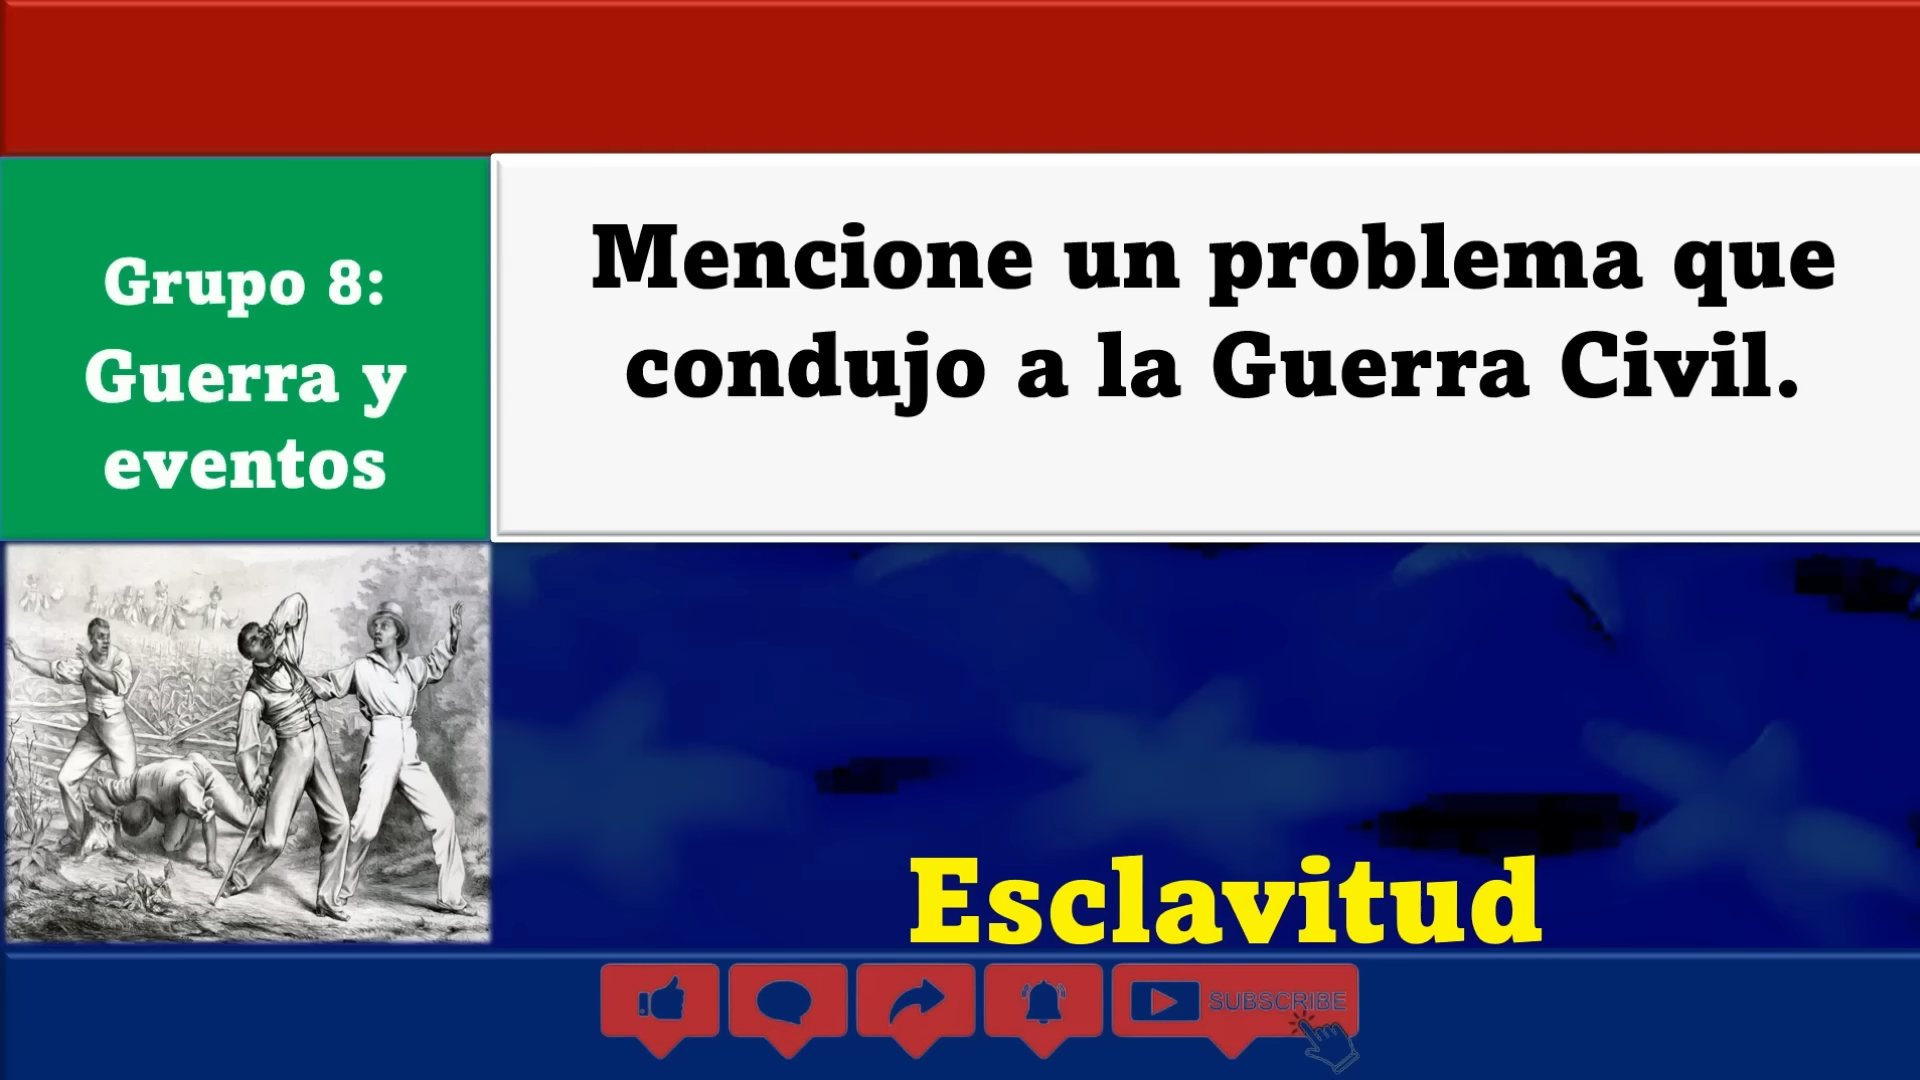 Grupo 8:
Guerra y
eventos
Mencione un problema que
condujo a la Guerra Civil.
Esclavitud
SUBSCRIBE